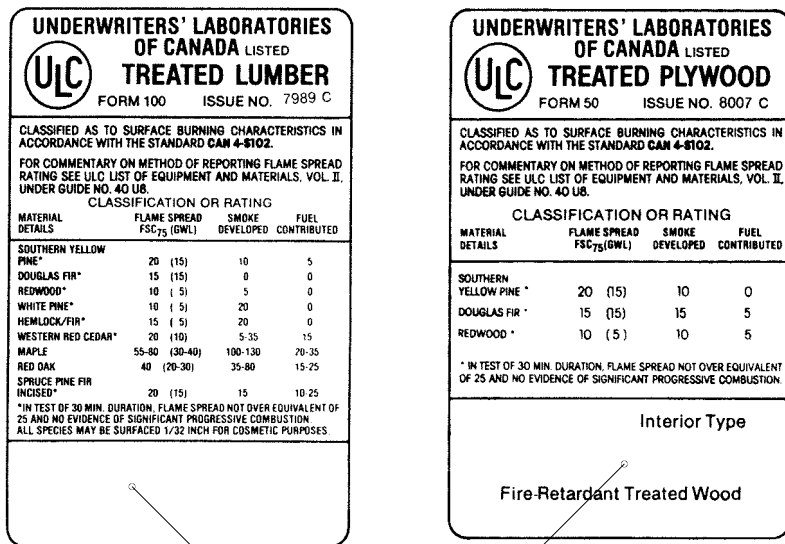 UNDERWRITERS' LABORATORIES
OF CANADA LISTED
ULC
TREATED LUMBER
FORM 100 ISSUE NO. 7989 C
CLASSIFIED AS TO SURFACE BURNING CHARACTERISTICS IN
ACCORDANCE WITH THE STANDARD CAN 4-S102.
FOR COMMENTARY ON METHOD OF REPORTING FLAME SPREAD
RATING SEE ULC LIST OF EQUIPMENT AND MATERIALS, VOL. II,
UNDER GUIDE NO. 40 U8.
CLASSIFICATION OR RATING
MATERIAL FLAME SPREAD SMOKE FUEL
DETAILS FSC75 (GWL) DEVELOPED CONTRIBUTED
SOUTHERN YELLOW
PINE* 20 (15) 10 5
DOUGLAS FIR* 15 (15) 0 0
REDWOOD* 10 ( 5) 5 0
WHITE PINE* 10 ( 5) 20 0
HEMLOCK/FIR* 15 ( 5) 20 0
WESTERN RED CEDAR* 20 (10) 5-35 15
MAPLE 55-80 (30-40) 100-130 20-35
RED OAK 40 (20-30) 35-80 15-25
SPRUCE PINE FIR
INCISED* 20 (15) 15 10-25
*IN TEST OF 30 MIN. DURATION, FLAME SPREAD NOT OVER EQUIVALENT OF
25 AND NO EVIDENCE OF SIGNIFICANT PROGRESSIVE COMBUSTION
ALL SPECIES MAY BE SURFACED 1/32 INCH FOR COSMETIC PURPOSES.
UNDERWRITERS' LABORATORIES
OF CANADA LISTED
ULC
TREATED PLYWOOD
FORM 50 ISSUE NO. 8007 C
CLASSIFIED AS TO SURFACE BURNING CHARACTERISTICS IN
ACCORDANCE WITH THE STANDARD CAN 4-S102.
FOR COMMENTARY ON METHOD OF REPORTING FLAME SPREAD
RATING SEE ULC LIST OF EQUIPMENT AND MATERIALS, VOL. II,
UNDER GUIDE NO. 40 U8.
CLASSIFICATION OR RATING
MATERIAL FLAME SPREAD SMOKE FUEL
DETAILS FSC75(GWL) DEVELOPED CONTRIBUTED
SOUTHERN
YELLOW PINE * 20 (15) 10 0
DOUGLAS FIR * 15 (15) 15 5
REDWOOD * 10 ( 5 ) 10 5
* IN TEST OF 30 MIN. DURATION, FLAME SPREAD NOT OVER EQUIVALENT
OF 25 AND NO EVIDENCE OF SIGNIFICANT PROGRESSIVE COMBUSTION.
Interior Type
Fire-Retardant Treated Wood